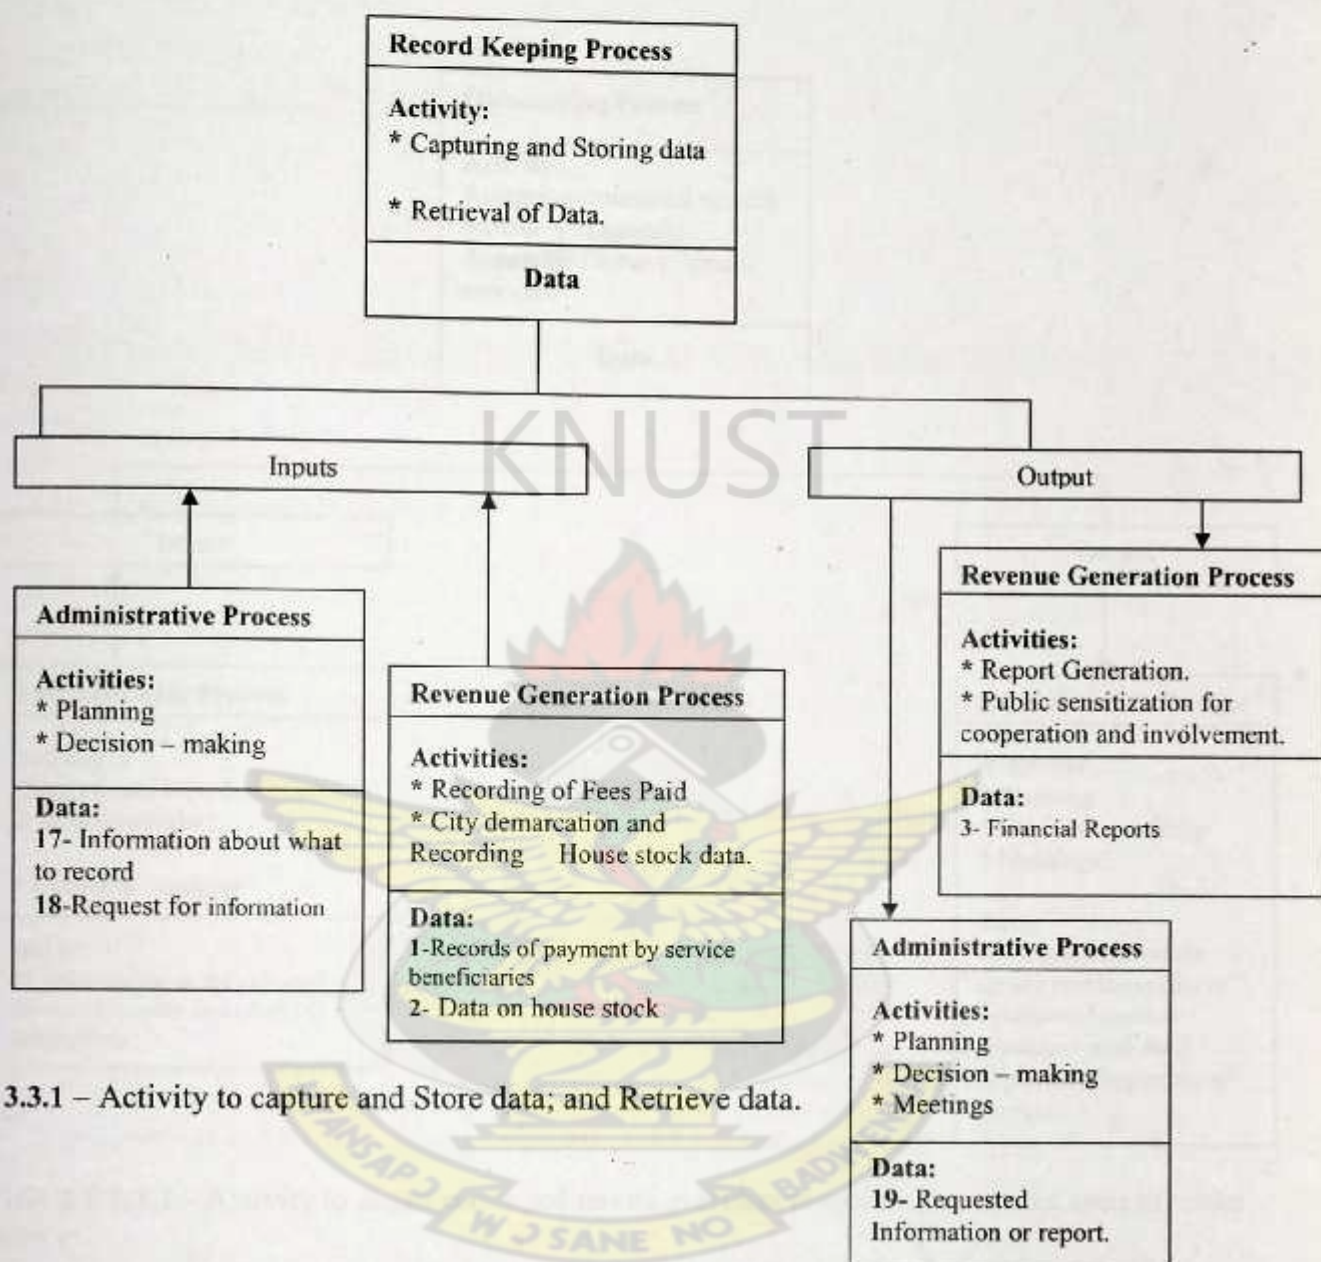 Record Keeping Process
Activity:
* Capturing and Storing data
* Retrieval of Data.
Data
KNUST
Inputs
Output
Administrative Process
Activities:
* Planning
* Decision – making
Data:
17- Information about what
to record
18-Request for information
Revenue Generation Process
Activities:
* Recording of Fees Paid
* City demarcation and
Recording House stock data.
Data:
1-Records of payment by service
beneficiaries
2- Data on house stock
Revenue Generation Process
Activities:
* Report Generation.
* Public sensitization for
cooperation and involvement.
Data:
3- Financial Reports
Administrative Process
Activities:
* Planning
* Decision – making
* Meetings
Data:
19- Requested
Information or report.
3.3.1 – Activity to capture and Store data; and Retrieve data.
W Ɔ SANE NO